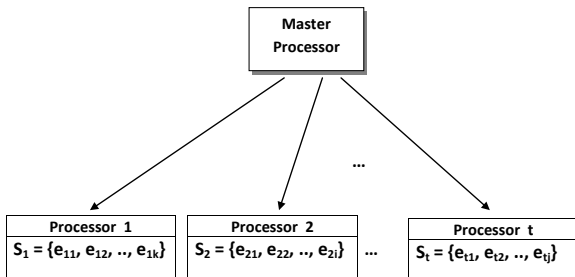 Master
Processor
...
Processor 1
S₁ = {e₁₁, e₁₂, .., e₁ₖ}
Processor 2
S₂ = {e₂₁, e₂₂, .., e₂ᵢ}
...
Processor t
Sₜ = {eₜ₁, eₜ₂, .., eₜⱼ}